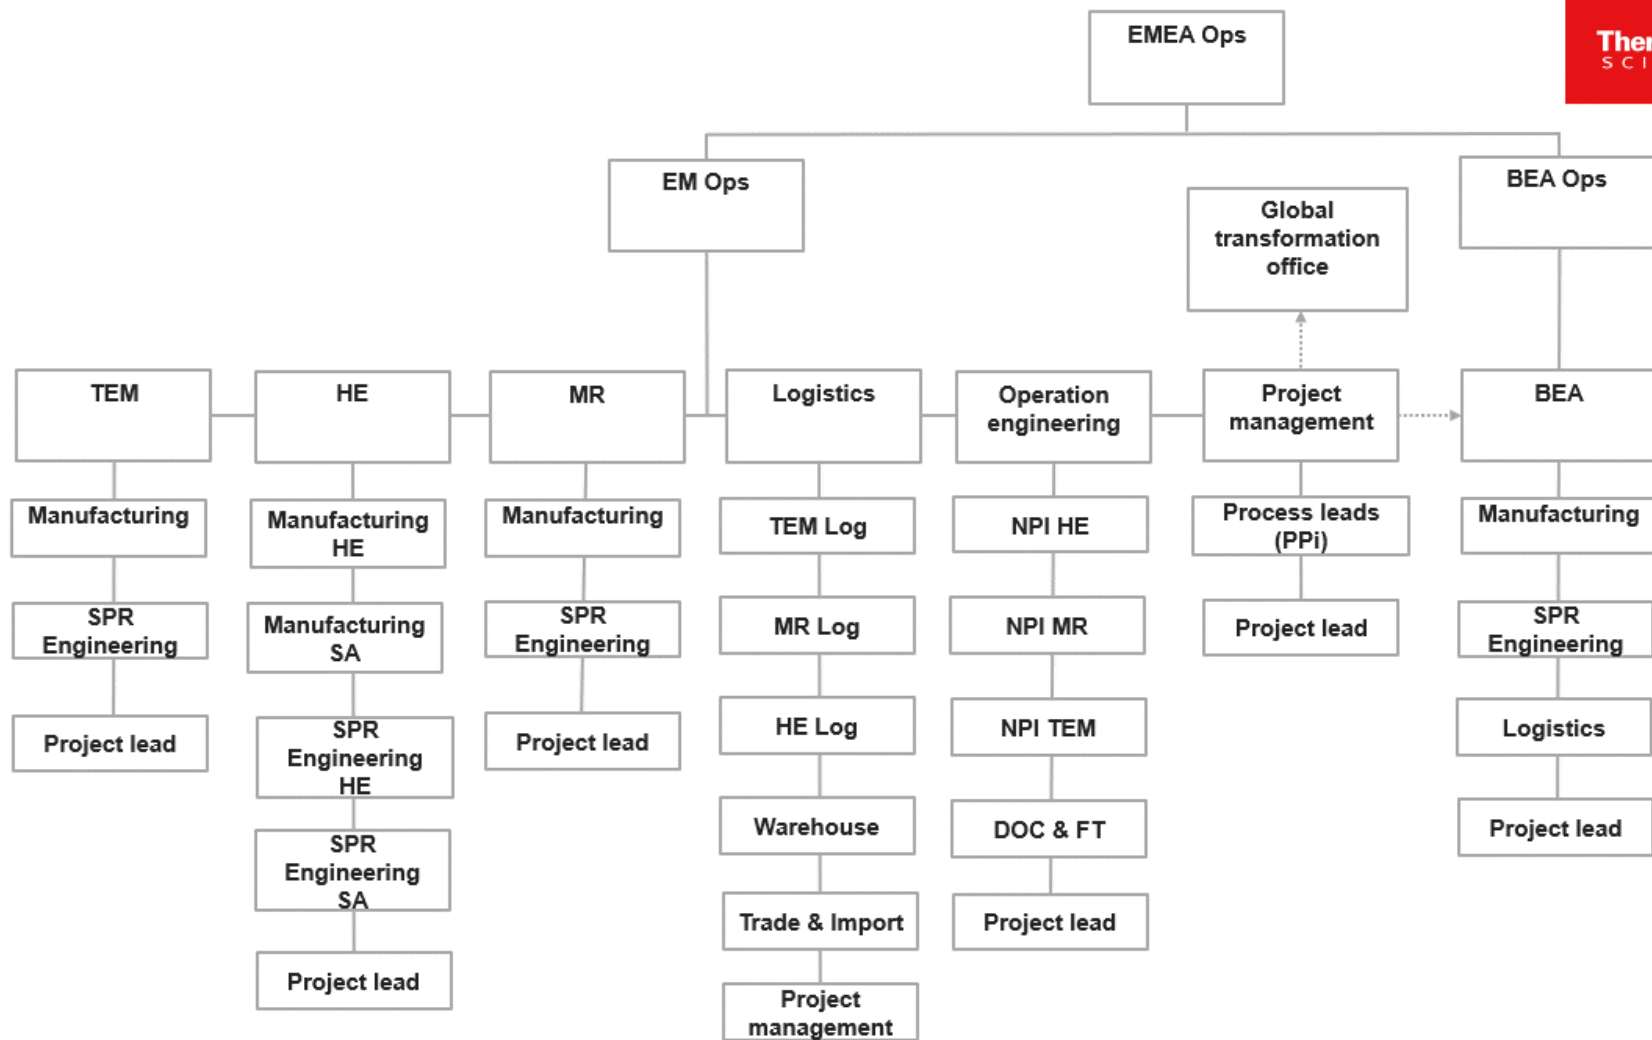 EMEA Ops
EM Ops
BEA Ops
Global
transformation
office
TEM
HE
MR
Logistics
Operation
engineering
Project
management
BEA
Manufacturing
SPR
Engineering
Project lead
Manufacturing
HE
Manufacturing
SA
SPR
Engineering
HE
SPR
Engineering
SA
Project lead
Manufacturing
SPR
Engineering
Project lead
TEM Log
MR Log
HE Log
Warehouse
Trade & Import
Project
management
NPI HE
NPI MR
NPI TEM
DOC & FT
Project lead
Process leads
(PPi)
Project lead
Manufacturing
SPR
Engineering
Logistics
Project lead